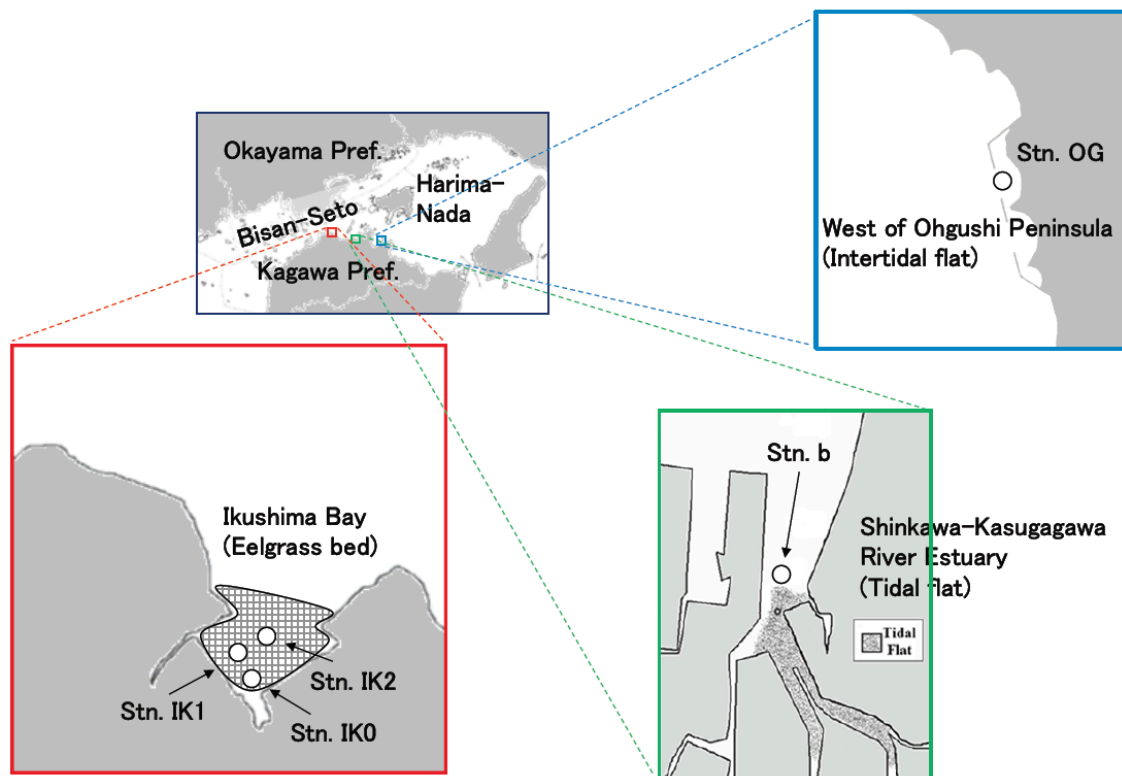 Okayama Pref.
Harima-
Nada
Bisan-Seto
Kagawa Pref.
Stn. OG
West of Ohgushi Peninsula
(Intertidal flat)
Ikushima Bay
(Eelgrass bed)
Stn. IK2
Stn. IK1
Stn. IK0
Stn. b
Shinkawa-Kasugagawa
River Estuary
(Tidal flat)
Tidal
Flat